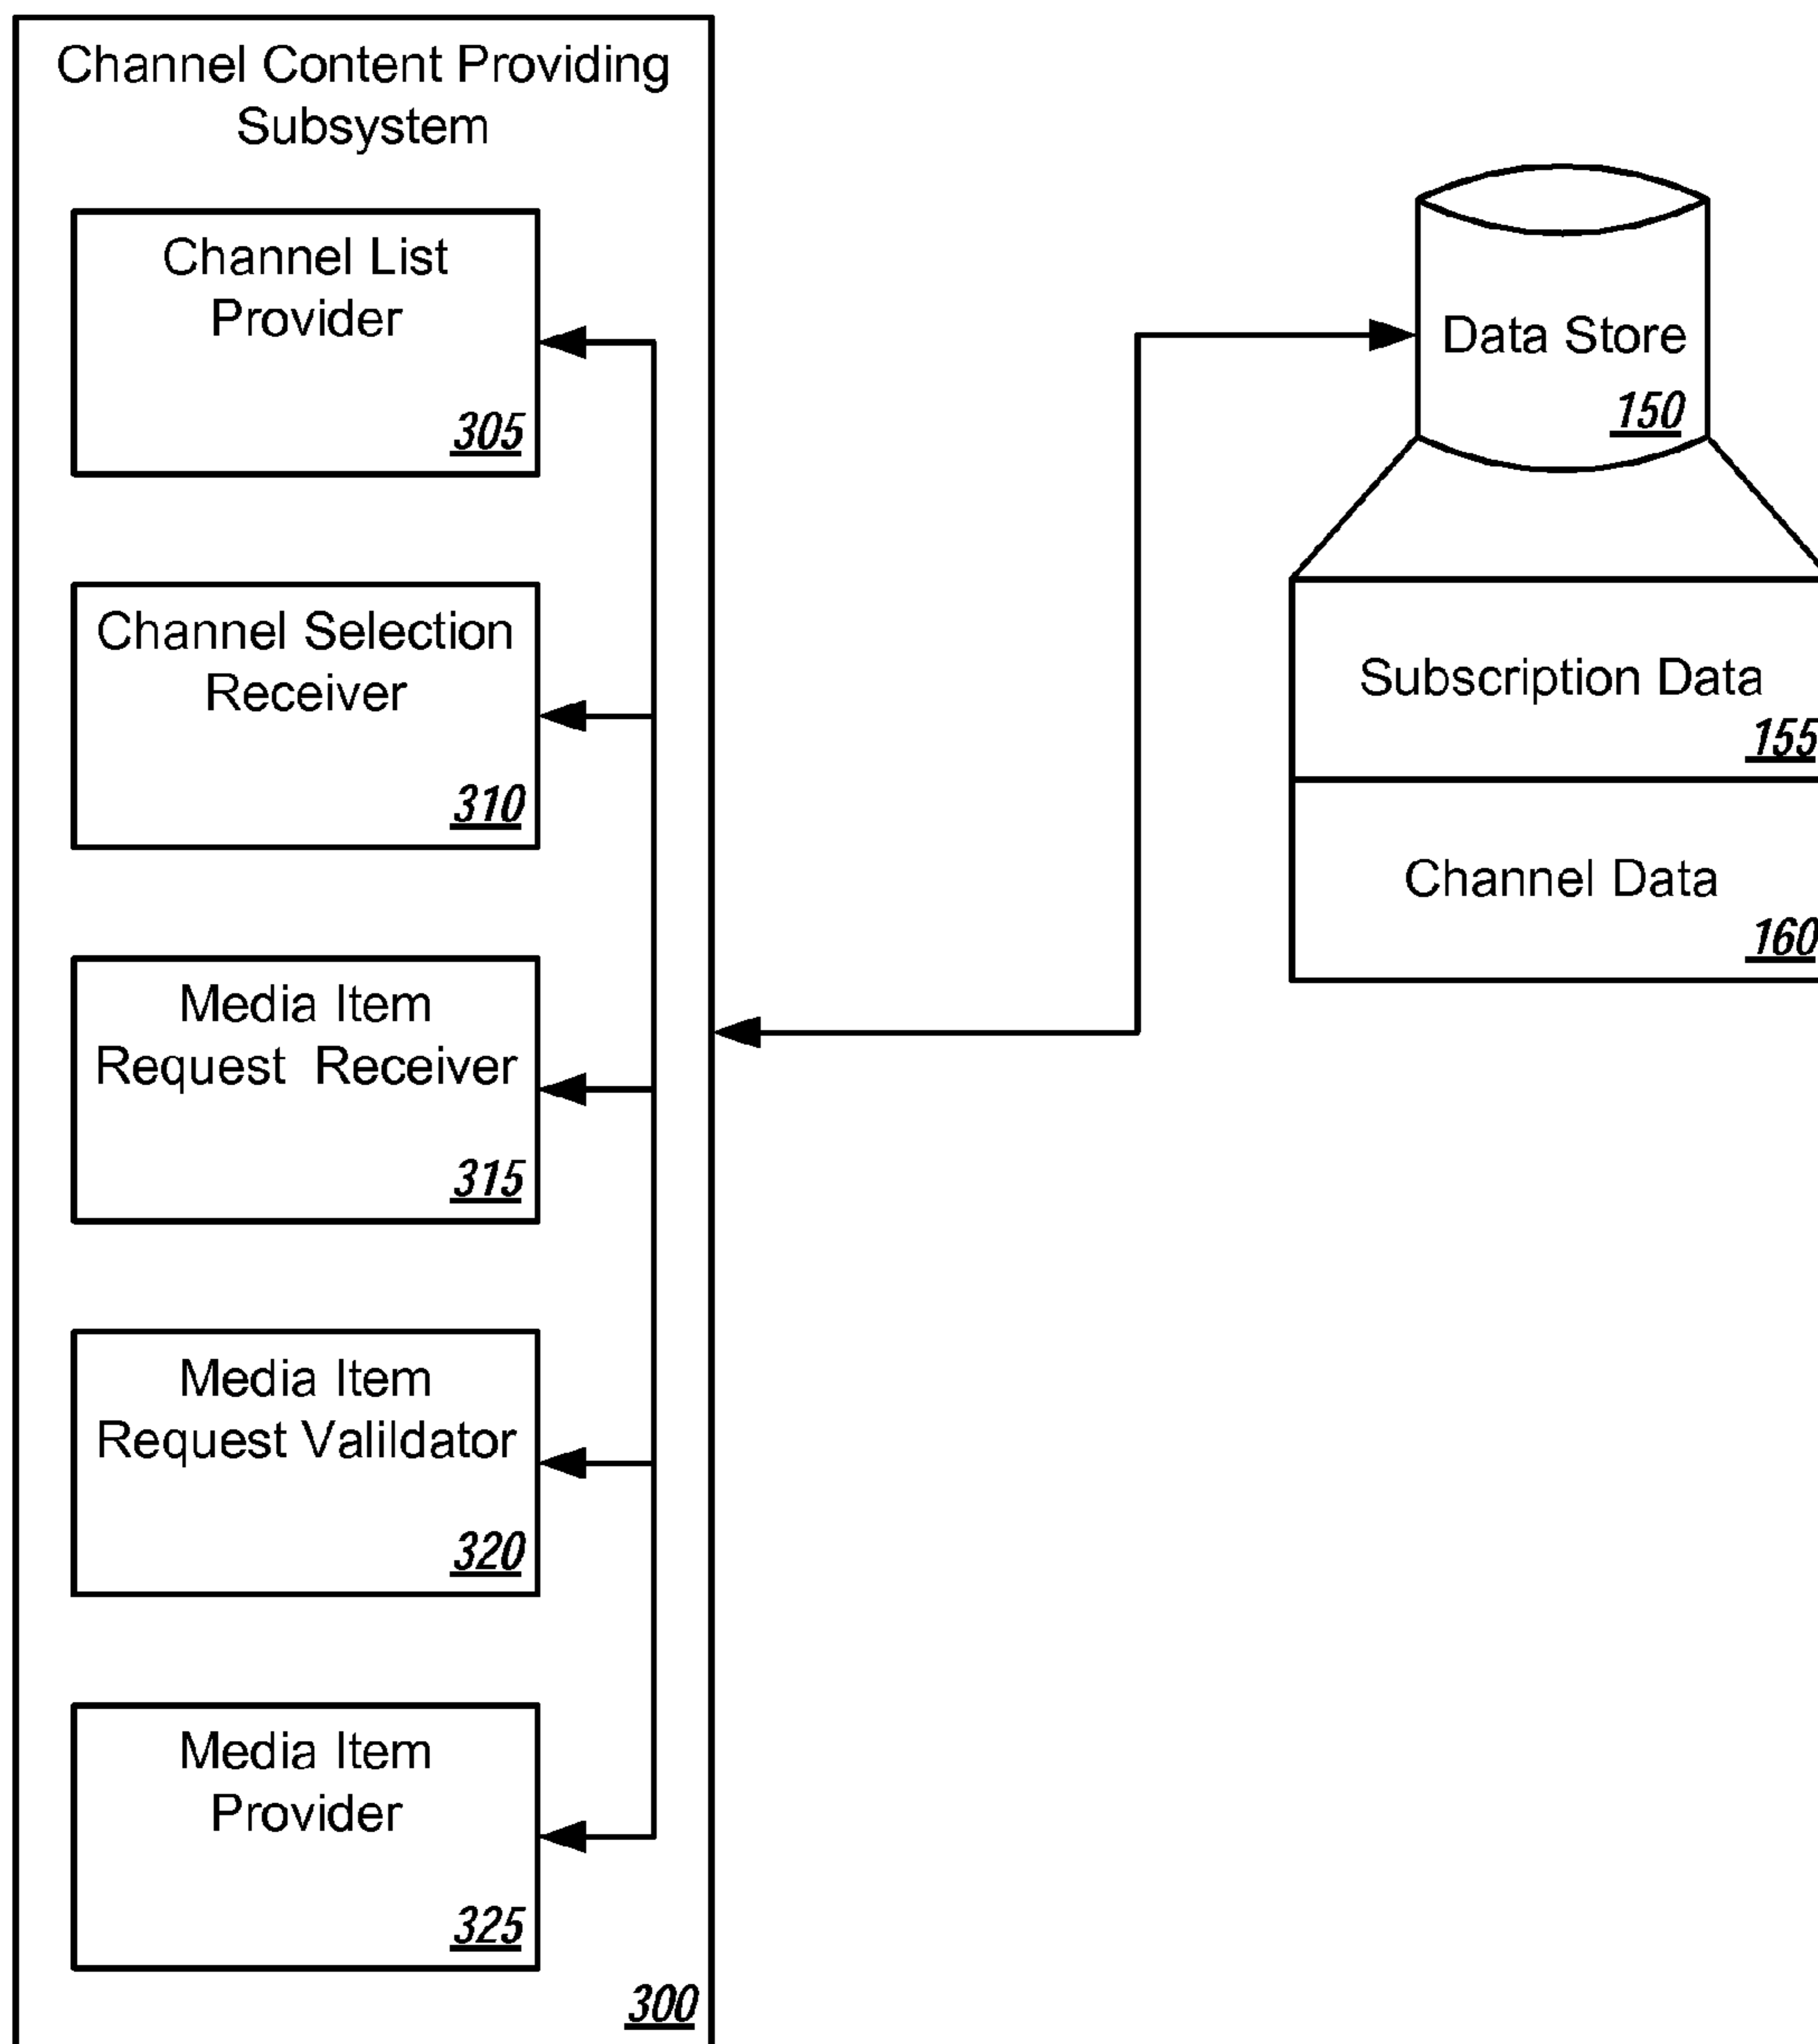 Channel Content Providing
Subsystem
Channel List
Provider
305
Channel Selection
Receiver
310
Media Item
Request Receiver
315
Media Item
Request Valildator
320
Media Item
Provider
325
300
Data Store
150
Subscription Data
155
Channel Data
160